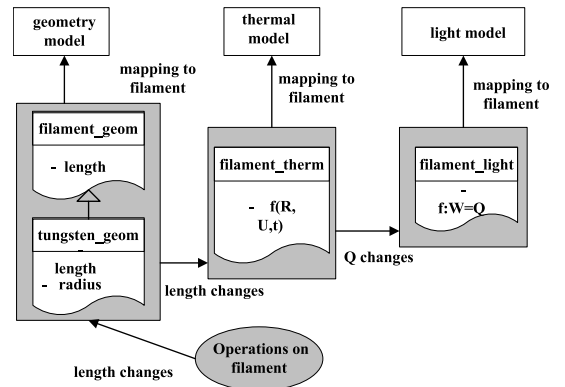 geometry
model
thermal
model
light model
mapping to
filament
mapping to
filament
mapping to
filament
filament_geom
- length
tungsten_geom
-
length
- radius
filament_therm
- f(R,
U,t)
filament_light
-
f:W=Q
length changes
Q changes
Operations on
filament
length changes